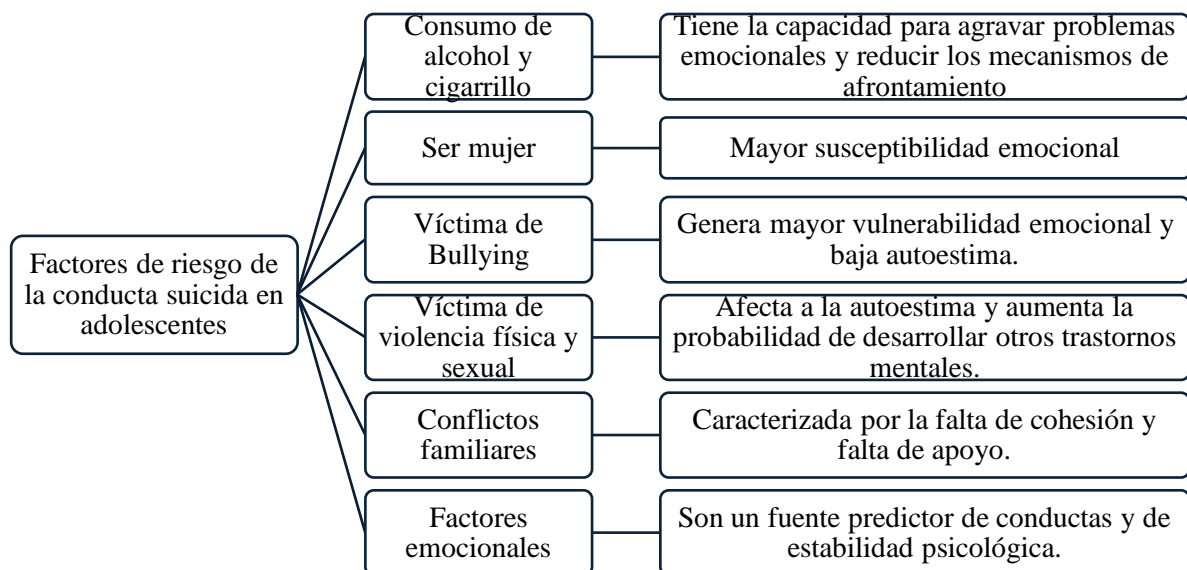 Factores de riesgo de
la conducta suicida en
adolescentes
Consumo de
alcohol y
cigarrillo
Tiene la capacidad para agravar problemas
emocionales y reducir los mecanismos de
afrontamiento
Ser mujer
Mayor susceptibilidad emocional
Víctima de
Bullying
Genera mayor vulnerabilidad emocional y
baja autoestima.
Víctima de
violencia física y
sexual
Afecta a la autoestima y aumenta la
probabilidad de desarrollar otros trastornos
mentales.
Conflictos
familiares
Caracterizada por la falta de cohesión y
falta de apoyo.
Factores
emocionales
Son un fuente predictor de conductas y de
estabilidad psicológica.